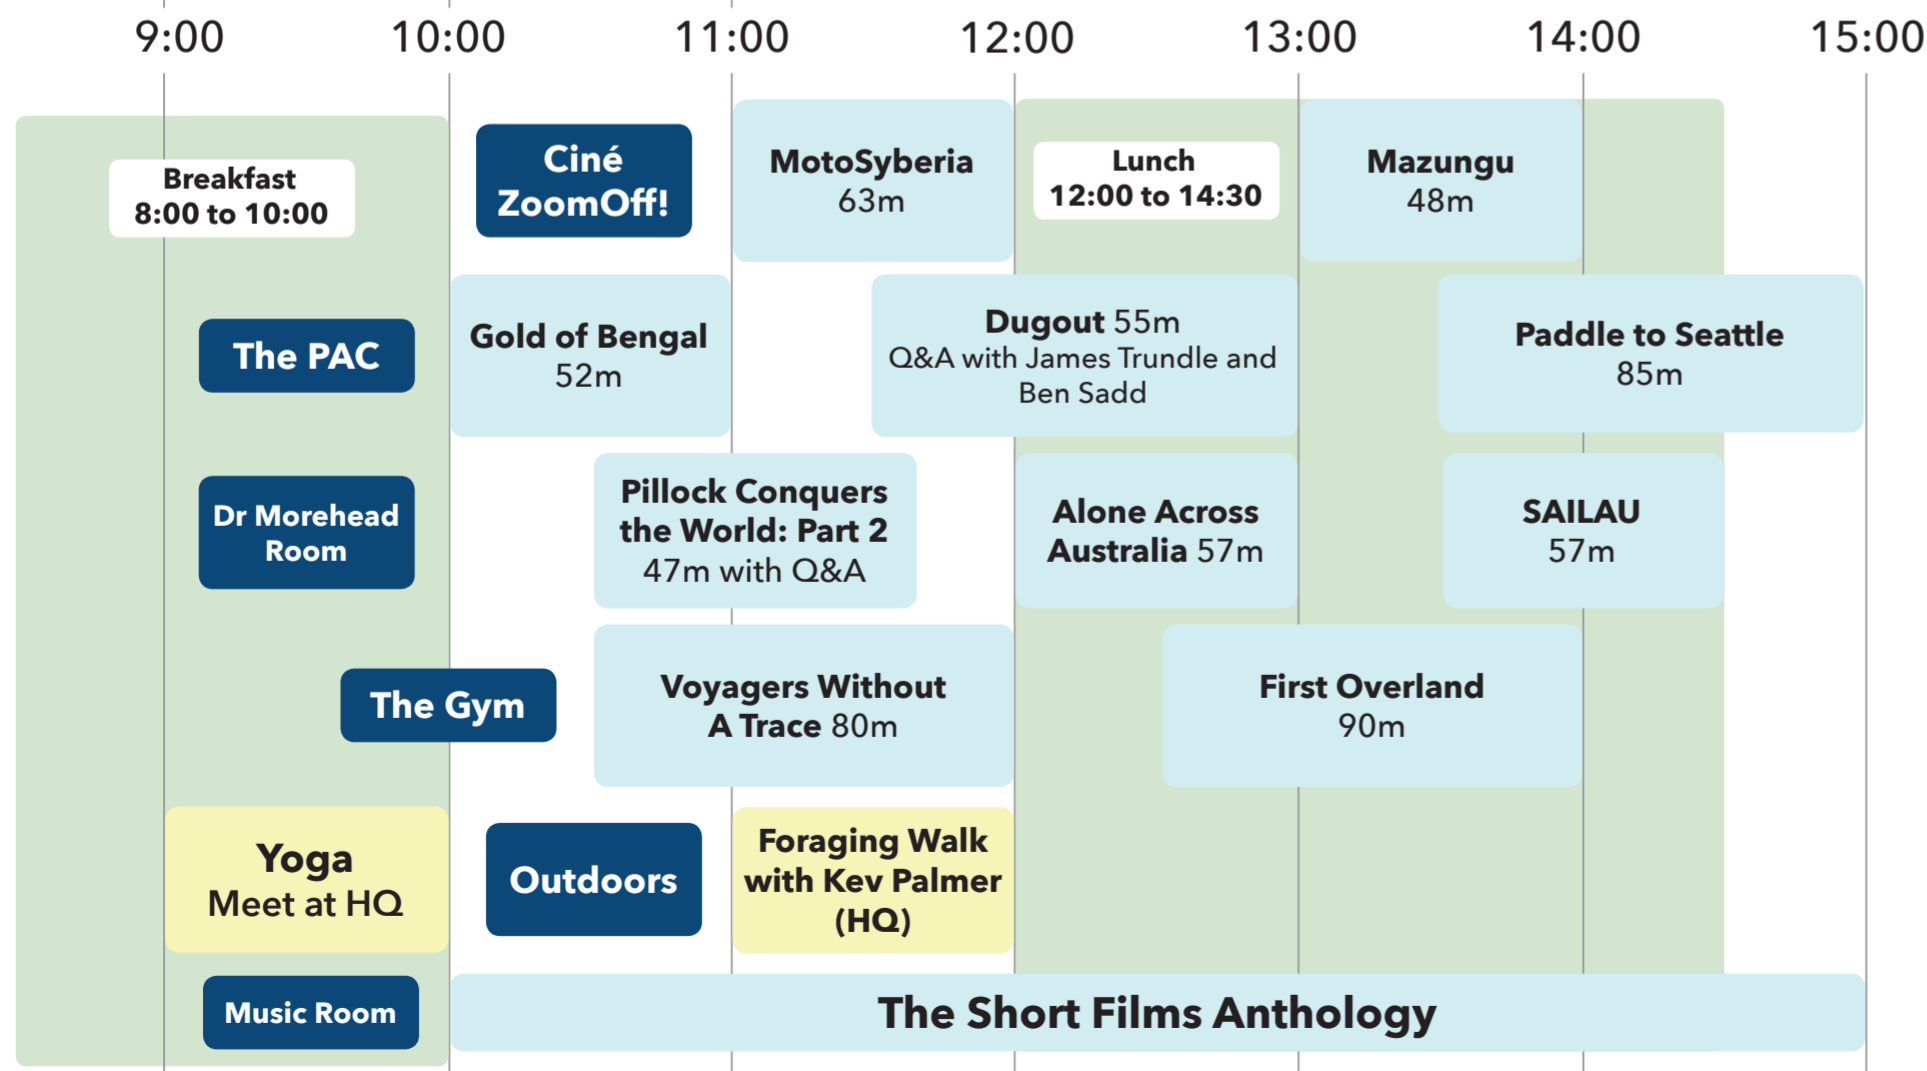 9:00
10:00
11:00
12:00
13:00
14:00
15:00
Breakfast
8:00 to 10:00
Ciné
ZoomOff!
MotoSyberia
63m
Lunch
12:00 to 14:30
Mazungu
48m
The PAC
Gold of Bengal
52m
Dugout 55m
Q&A with James Trundle and
Ben Sadd
Paddle to Seattle
85m
Dr Morehead
Room
Pillock Conquers
the World: Part 2
47m with Q&A
Alone Across
Australia 57m
SAILAU
57m
The Gym
Voyagers Without
A Trace 80m
First Overland
90m
Yoga
Meet at HQ
Outdoors
Foraging Walk
with Kev Palmer
(HQ)
Music Room
The Short Films Anthology